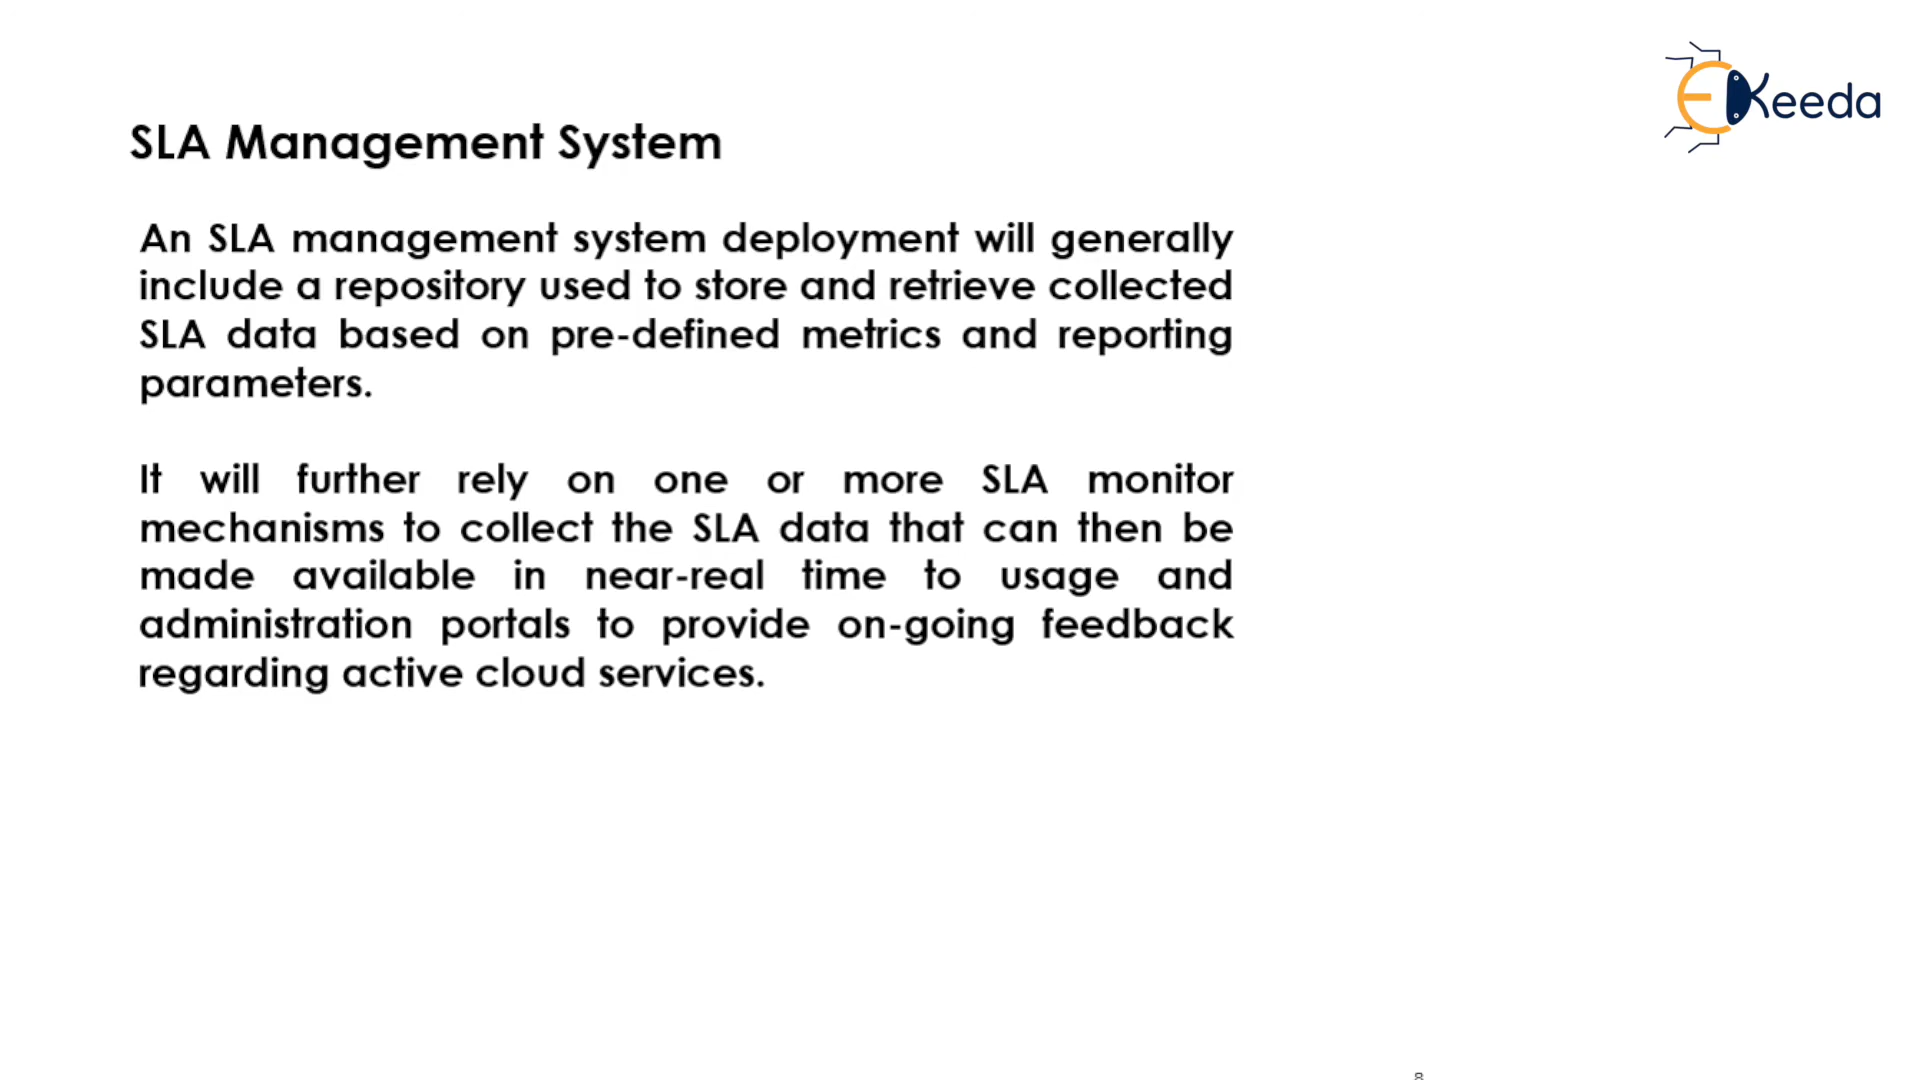 EKeeda
SLA Management System
An SLA management system deployment will generally
include a repository used to store and retrieve collected
SLA data based on pre-defined metrics and reporting
parameters.
It will further rely on one or more SLA monitor
mechanisms to collect the SLA data that can then be
made available in near-real time to usage and
administration portals to provide on-going feedback
regarding active cloud services.
8